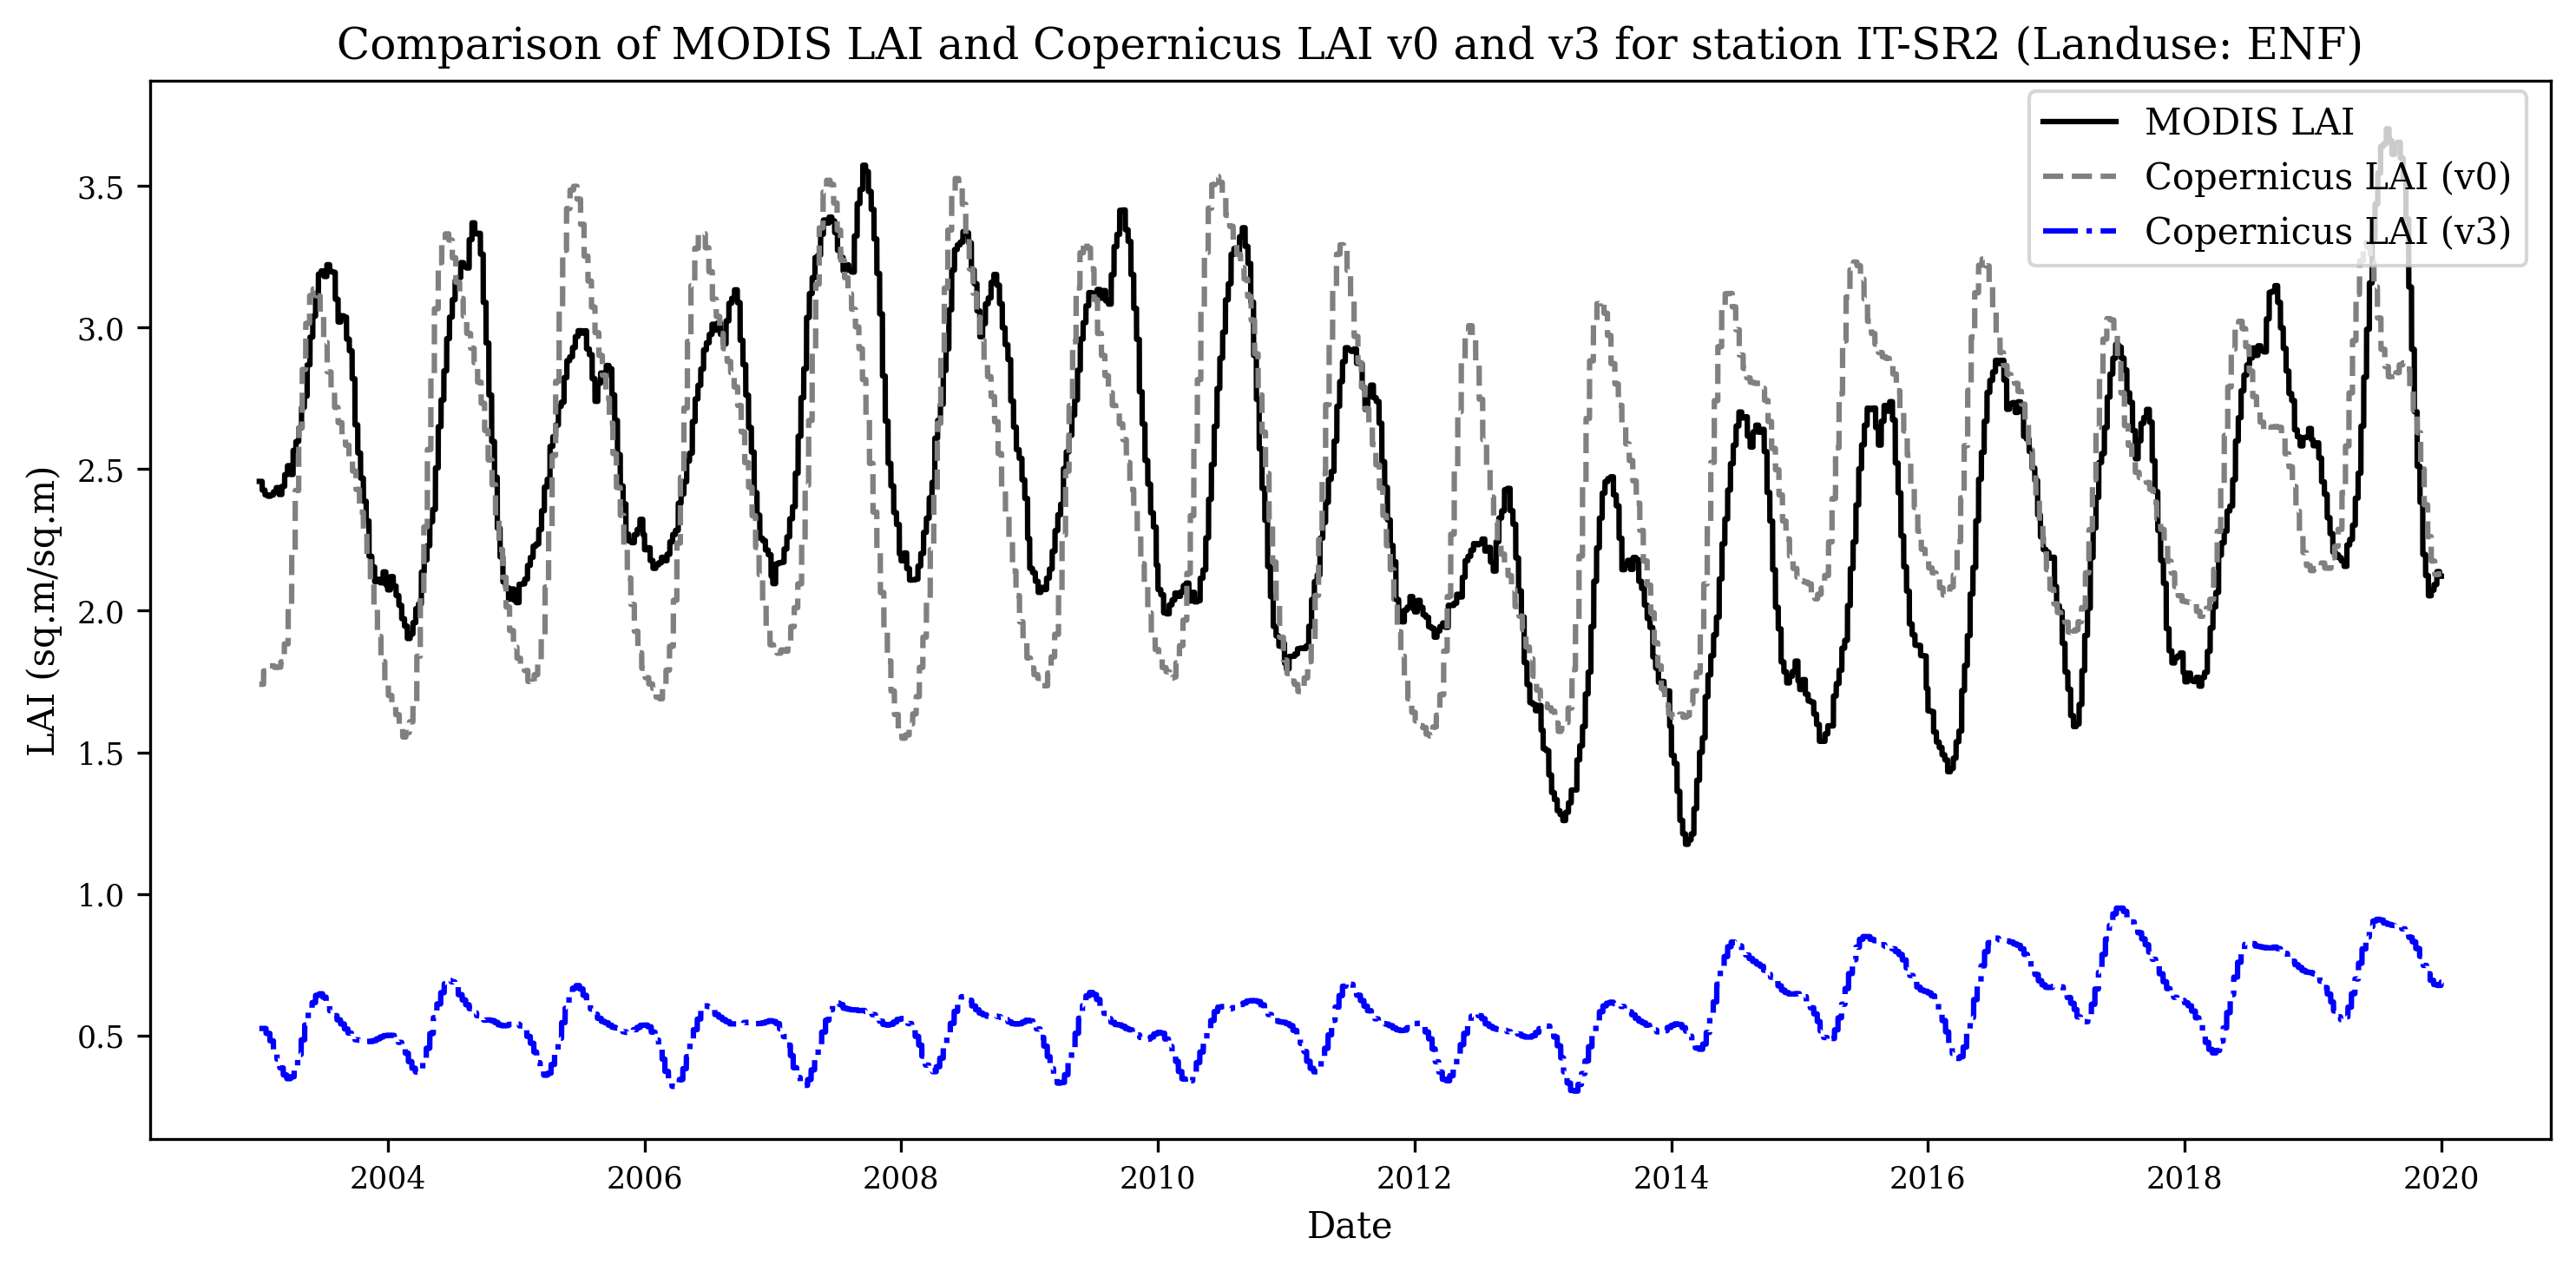 Comparison of MODIS LAI and Copernicus LAI v0 and v3 for station IT-SR2 (Landuse: ENF)
MODIS LAI
Copernicus LAI (v0)
Copernicus LAI (v3)
LAI (sq.m/sq.m)
3.5
3.0
2.5
2.0
1.5
1.0
0.5
2004 2006 2008 2010 2012 2014 2016 2018 2020
Date